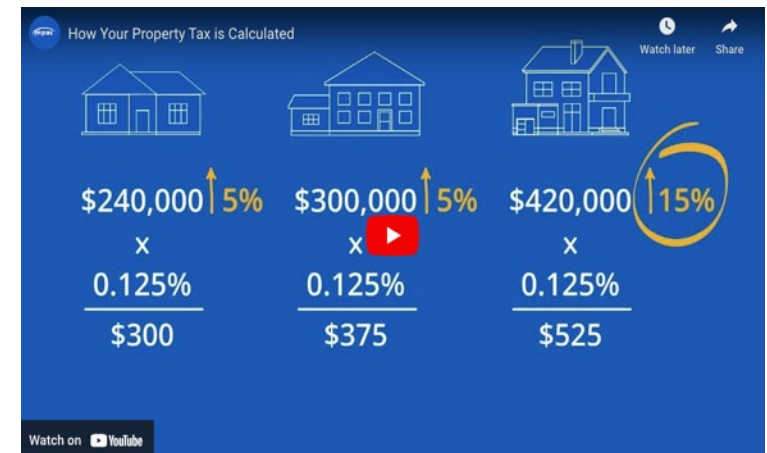 mpac
How Your Property Tax is Calculated
Watch later
Share
$240,000 5% $300,000 5% $420,000 15%
x x x
0.125% 0.125% 0.125%
$300 $375 $525
Watch on YouTube